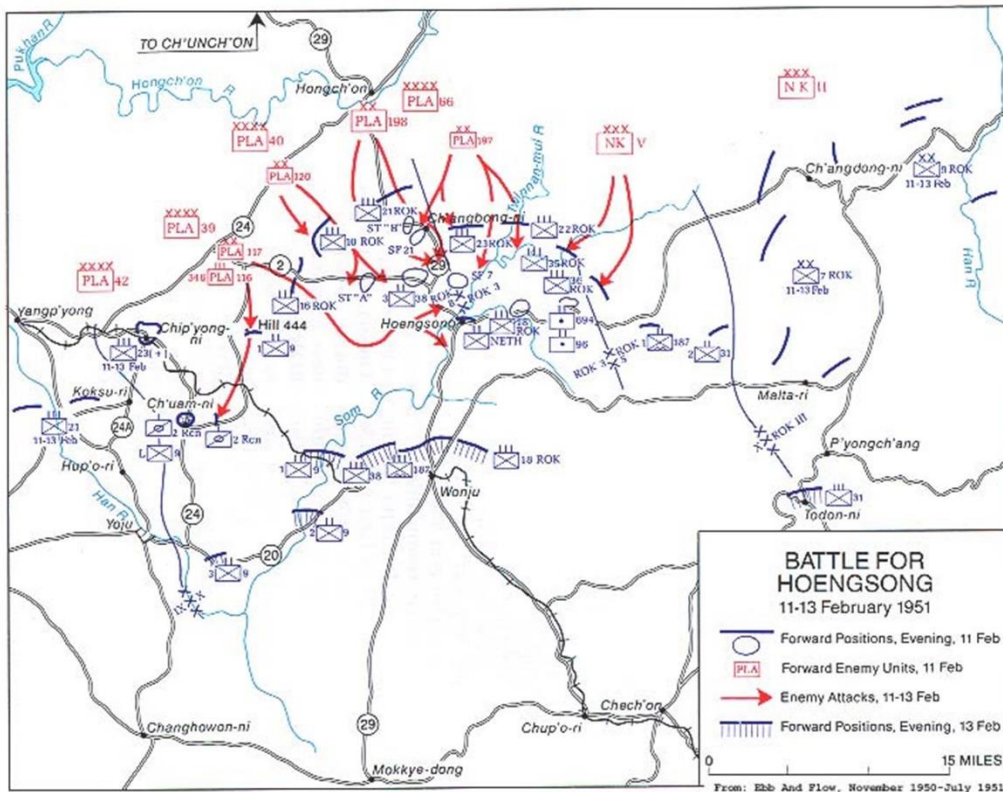 TO CH'UNCH'ON
Pukhan R
29
Hongch'on R
Hongch'on
XXXX
PLA 66
XX
PLA 198
XXXX
PLA 40
XX
PLA 197
XXX
NK V
XXX
NK II
XX
PLA 120
Ch'angdong-ni
XX
9 ROK
11-13 Feb
Han R
XXXX
PLA 39
24
21 ROK
ST "B"
Ch'angbong-ni
22 ROK
10 ROK
SF 21
23 ROK
XX
PLA 117
29
35 ROK
XXXX
PLA 42
346 PLA 116
2
SF 7
36
ROK
XX
7 ROK
11-13 Feb
ST "A"
3 38
ROK 3
16 ROK
Yangp'yong
Chip'yong-
ni
Hill 444
Hoengsong
ROK
694
NETH
96
1 9
23(+)
11-13 Feb
1 187
2 31
ROK 3
ROK 5
Koksu-ri
Ch'uam-ni
Malta-ri
21
11-13 Feb
24A
2 Rcn
2 Rcn
Som R
L 9
ROK III
P'yongch'ang
Hup'o-ri
1 9
38
187
18 ROK
Wonju
31
Todon-ni
Han R
24
Yoju
2 9
20
3 9
IX X
BATTLE FOR
HOENGSONG
11-13 February 1951
Forward Positions, Evening, 11 Feb
PLA Forward Enemy Units, 11 Feb
Enemy Attacks, 11-13 Feb
Forward Positions, Evening, 13 Feb
0 15 MILES
Changhowon-ni
29
Chech'on
Chup'o-ri
Mokkye-dong
From: Ebb And Flow, November 1950-July 1951